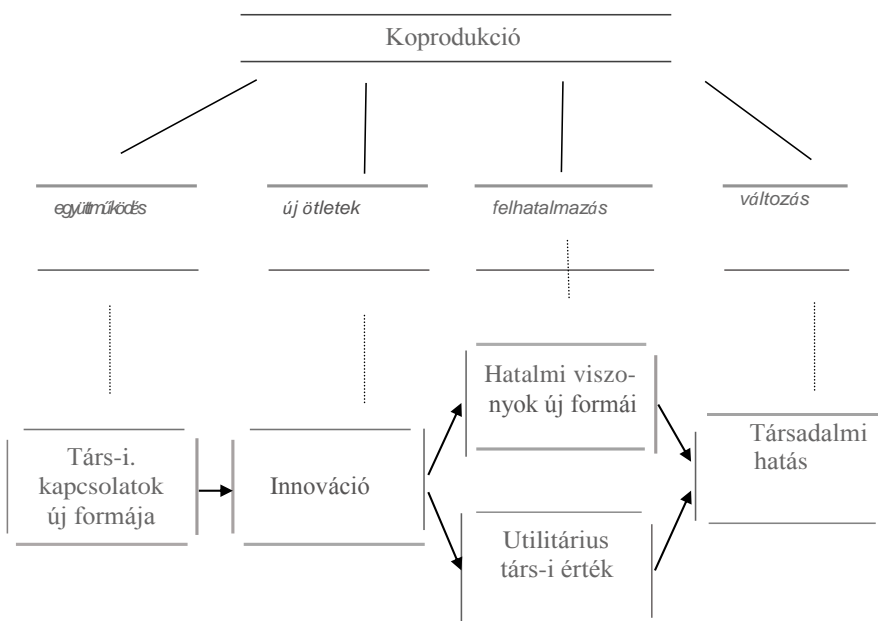 Koprodukció
együttműködés
új ötletek
felhatalmazás
változás
Hatalmi viszo-
nyok új formái
Társ-i.
kapcsolatok
új formája
Innováció
Társadalmi
hatás
Utilitárius
társ-i érték